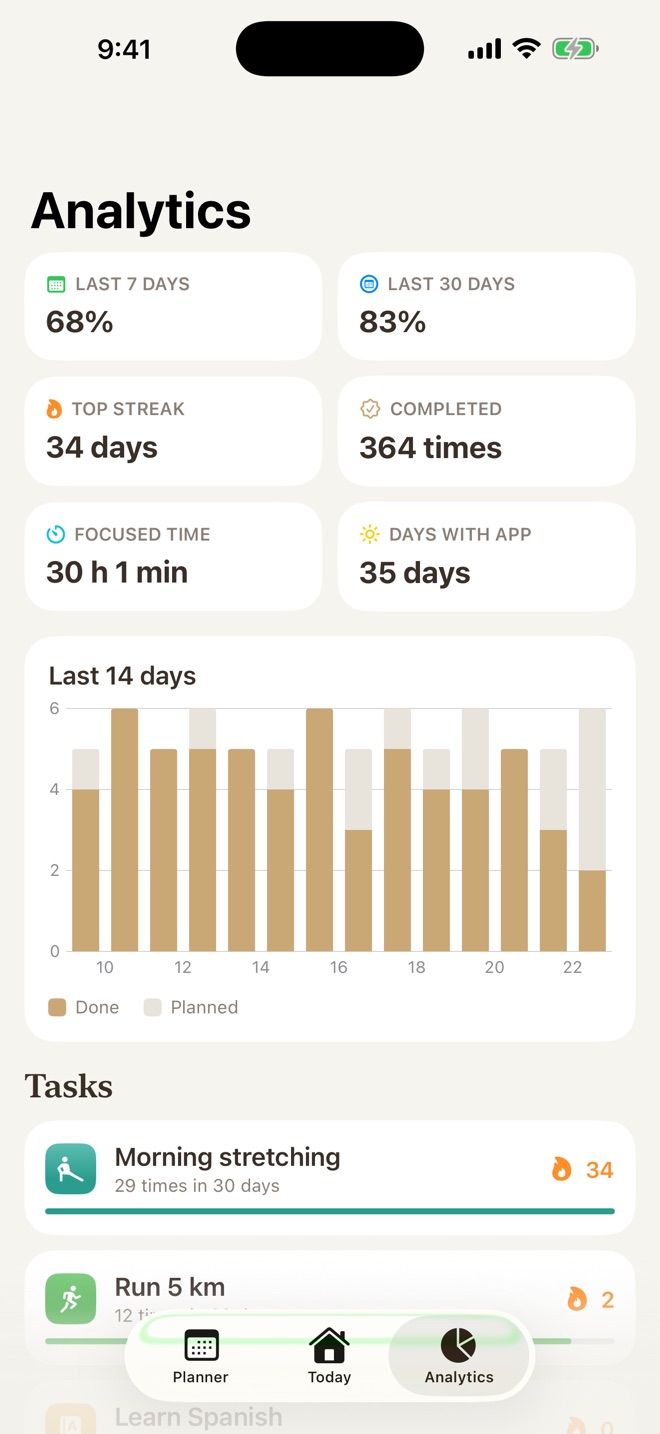 9:41
Analytics
LAST 7 DAYS
68%
LAST 30 DAYS
83%
TOP STREAK
34 days
COMPLETED
364 times
FOCUSED TIME
30 h 1 min
DAYS WITH APP
35 days
Last 14 days
6
4
2
0
10 12 14 16 18 20 22
Done Planned
Tasks
Morning stretching
29 times in 30 days
34
Run 5 km
12
2
Planner Today Analytics
Learn Spanish
0